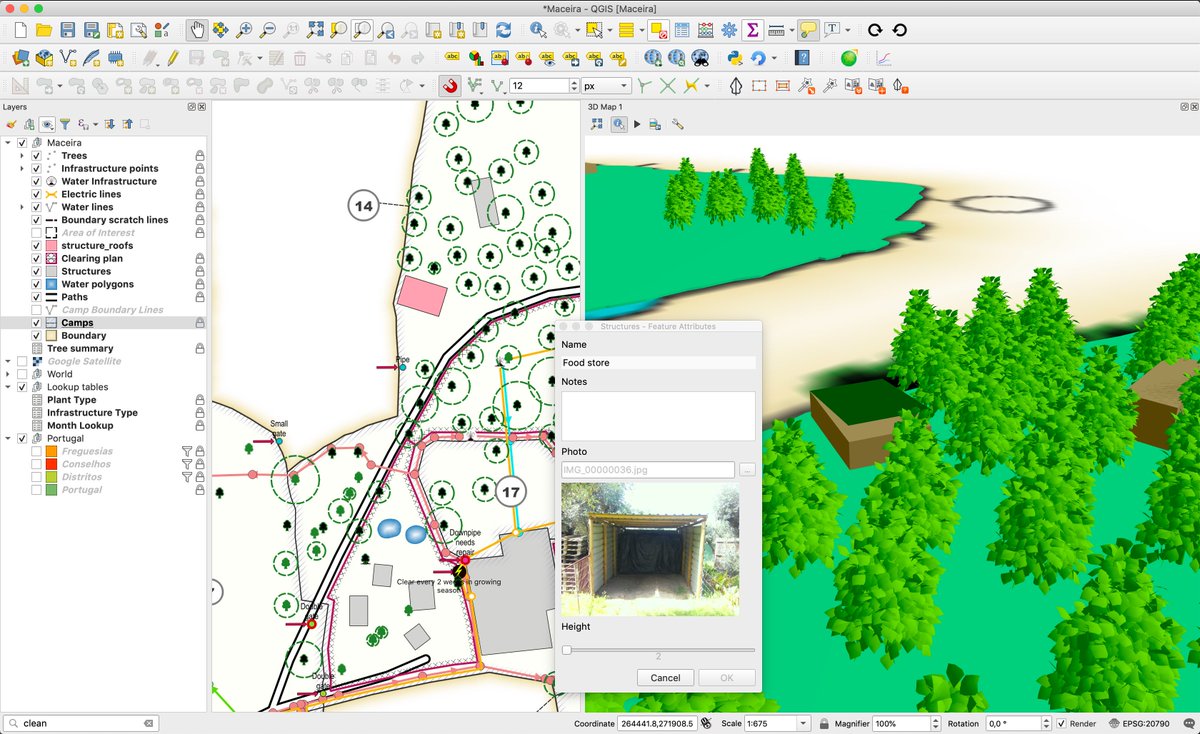 *Maceira - QGIS [Maceira]
12
px
Layers
Maceira
Trees
Infrastructure points
Water Infrastructure
Electric lines
Water lines
Boundary scratch lines
Area of Interest
structure_roofs
Clearing plan
Structures
Water polygons
Paths
Camp Boundary Lines
Camps
Boundary
Tree summary
Google Satellite
World
Lookup tables
Plant Type
Infrastructure Type
Month Lookup
Portugal
Freguesias
Conselhos
Distritos
Portugal
14
Pipe
Small
gate
17
Downpipe
needs
repair
Clear every 2 weeks in growing
season
Double
gate
Double
gate
3D Map 1
Structures - Feature Attributes
Name
Food store
Notes
Photo
IMG_00000036.jpg
...
Height
2
Cancel
OK
clean
Coordinate 264441.8,271908.5
Scale 1:675
Magnifier 100%
Rotation 0,0 °
Render
EPSG:20790